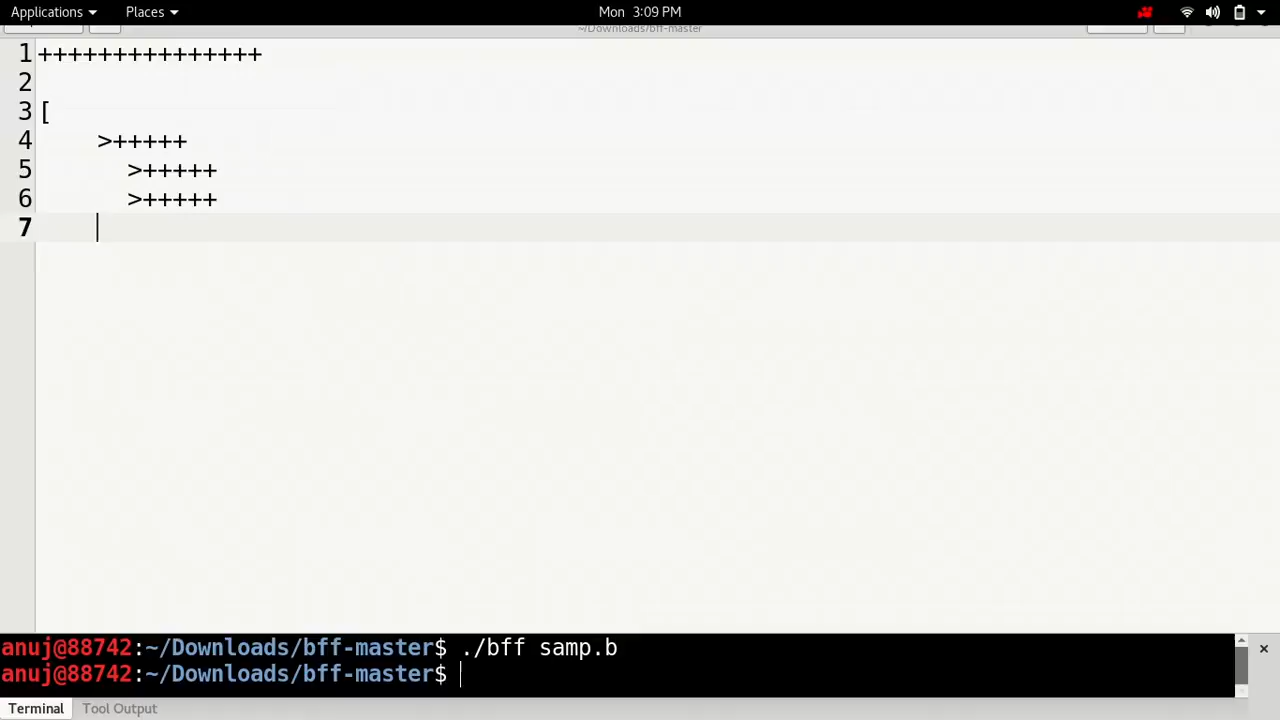 Applications Places Mon 3:09 PM
~/Downloads/bff-master
1 +++++++++++++++
2
3 [
4 >+++++
5 >+++++
6 >+++++
7
anuj@88742:~/Downloads/bff-master$ ./bff samp.b
anuj@88742:~/Downloads/bff-master$
Terminal Tool Output